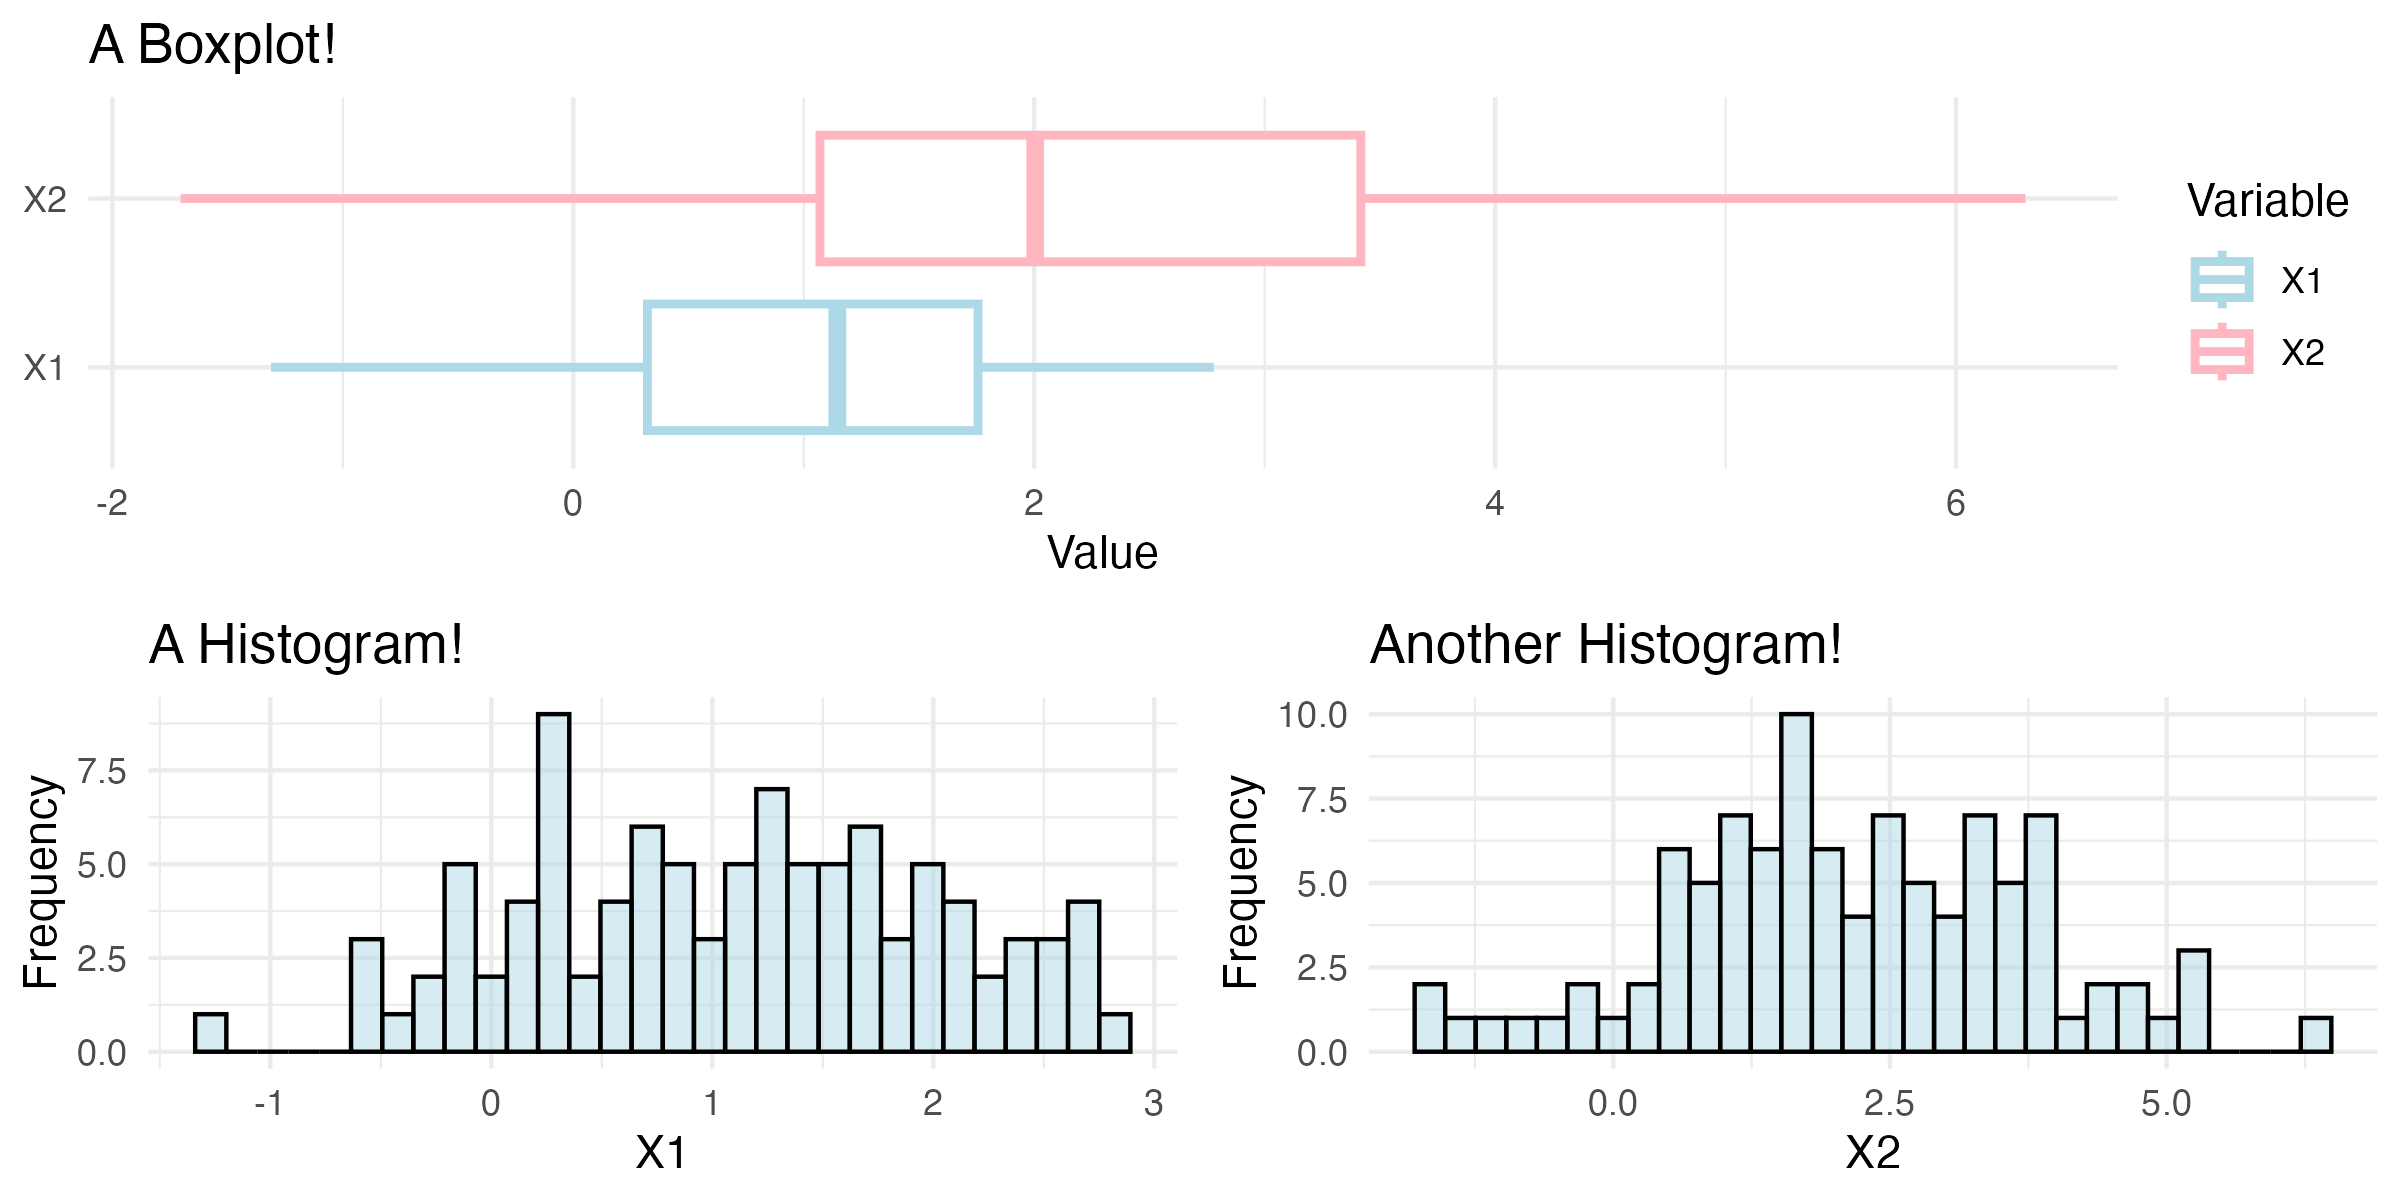 A Boxplot!
X2
X1
-2 0 2 4 6
Value
Variable
X1
X2
A Histogram!
Frequency
7.5
5.0
2.5
0.0
-1 0 1 2 3
X1
Another Histogram!
Frequency
10.0
7.5
5.0
2.5
0.0
0.0 2.5 5.0
X2